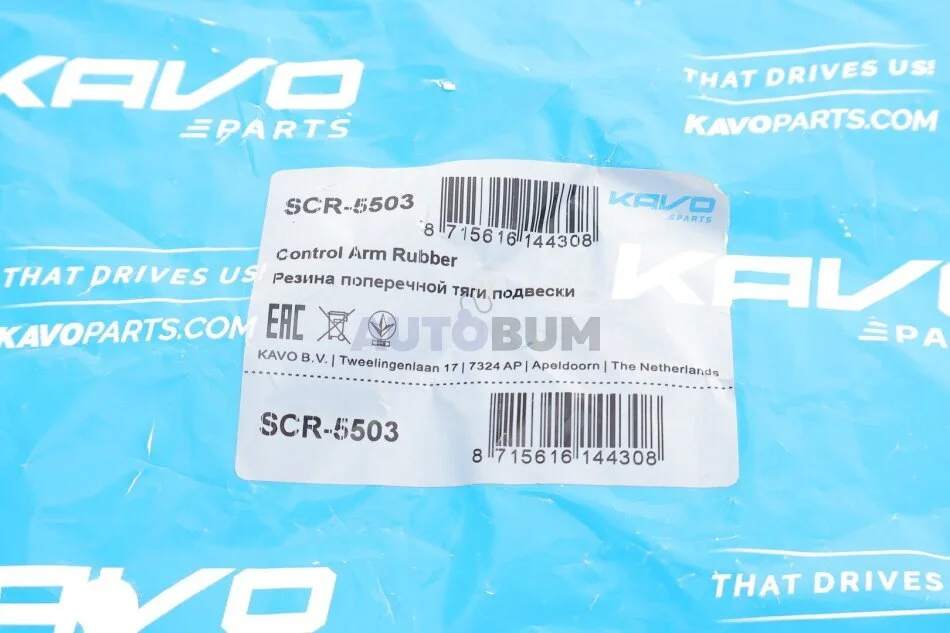 KAVO
PARTS
THAT DRIVES US!
KAVOPARTS.COM
SCR-5503
8 715616 144308
KAVO
PARTS
Control Arm Rubber
Резина поперечной тяги подвески
THAT DRIVES US!
KAVOPARTS.COM
KAVO
PA
EAC
AUTOBUM
KAVO B.V. | Tweelingenlaan 17 | 7324 AP | Apeldoorn | The Netherlands
SCR-5503
8 715616 144308
AVO
THAT DRIVES